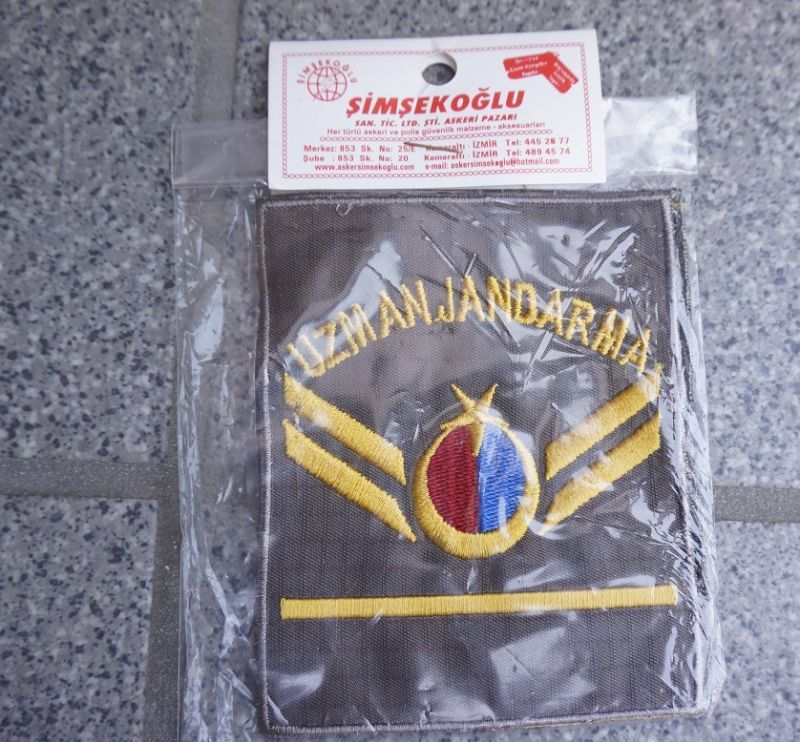 ŞİMŞEKOĞLU
ŞİMŞEKOĞLU
SAN. TİC. LTD. ŞTİ. ASKERİ PAZARI
Her türlü askeri ve polis güvenlik malzeme - aksesuarları
Merkez: 853 Sk. No: 25/E Kemeraltı - İZMİR Tel: 445 26 77
Şube : 853 Sk. No: 20 Kemeraltı - İZMİR Tel: 489 45 74
www.askersimsekoglu.com e-mail: askersimsekoglu@hotmail.com
UZMAN JANDARMA